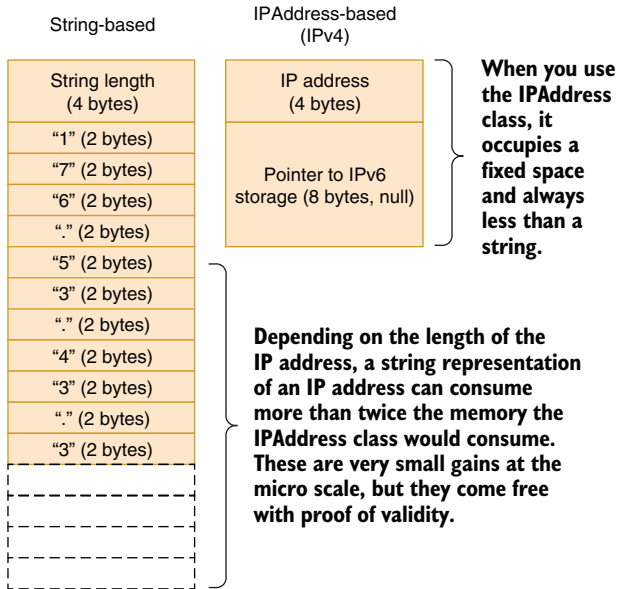 String-based
IPAddress-based
(IPv4)
String length
(4 bytes)
“1” (2 bytes)
“7” (2 bytes)
“6” (2 bytes)
“.” (2 bytes)
“5” (2 bytes)
“3” (2 bytes)
“.” (2 bytes)
“4” (2 bytes)
“3” (2 bytes)
“.” (2 bytes)
“3” (2 bytes)
IP address
(4 bytes)
Pointer to IPv6
storage (8 bytes, null)
When you use
the IPAddress
class, it
occupies a
fixed space
and always
less than a
string.
Depending on the length of the
IP address, a string representation
of an IP address can consume
more than twice the memory the
IPAddress class would consume.
These are very small gains at the
micro scale, but they come free
with proof of validity.